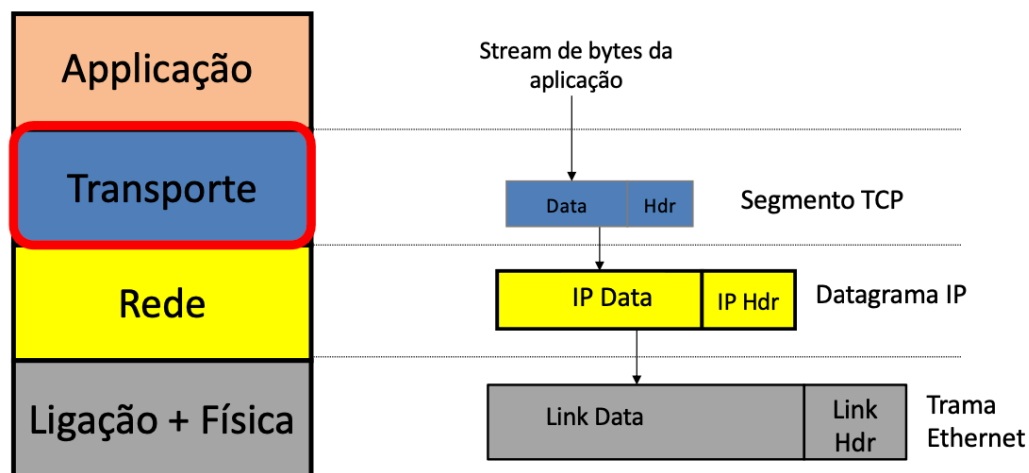 Applicação
Stream de bytes da
aplicação
Transporte
Data
Hdr
Segmento TCP
Rede
IP Data
IP Hdr
Datagrama IP
Ligação + Física
Link Data
Link
Hdr
Trama
Ethernet